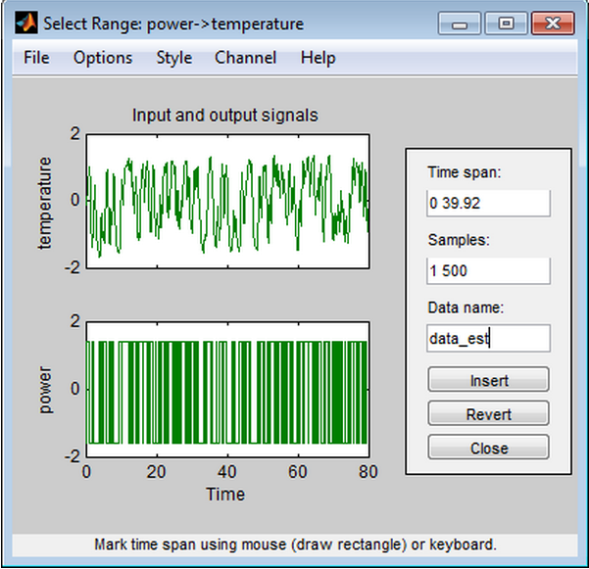 Select Range: power->temperature
File Options Style Channel Help
Input and output signals
2
0
-2
temperature
2
0
-2
power
0 20 40 60 80
Time
Time span:
0 39.92
Samples:
1 500
Data name:
data_est
Insert
Revert
Close
Mark time span using mouse (draw rectangle) or keyboard.